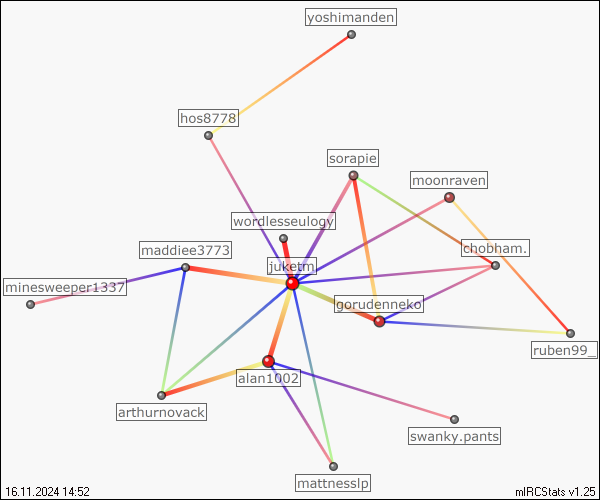 yoshimanden
hos8778
sorapie
moonraven
wordlesseulogy
maddiee3773
chobham.
juketm
minesweeper1337
gorudenneko
ruben99_
alan1002
arthurnovack
swanky.pants
mattnesslp
16.11.2024 14:52
mIRCStats v1.25